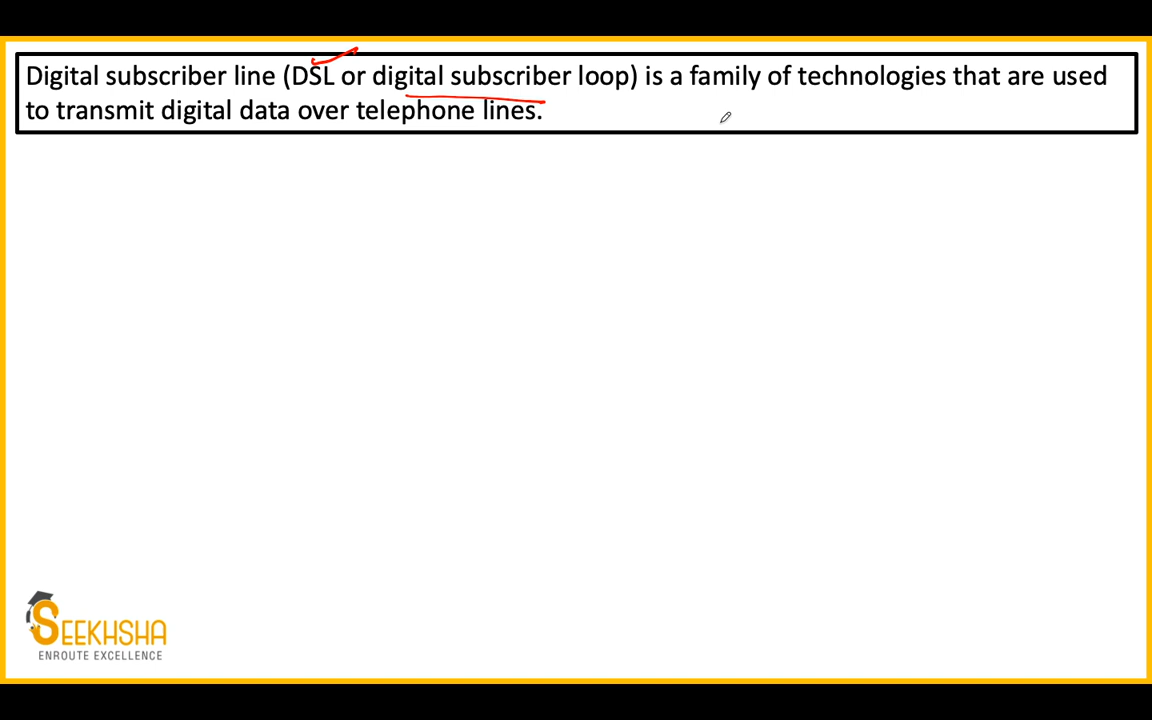 Digital subscriber line (DSL or digital subscriber loop) is a family of technologies that are used
to transmit digital data over telephone lines.
SEEKHSHA
ENROUTE EXCELLENCE